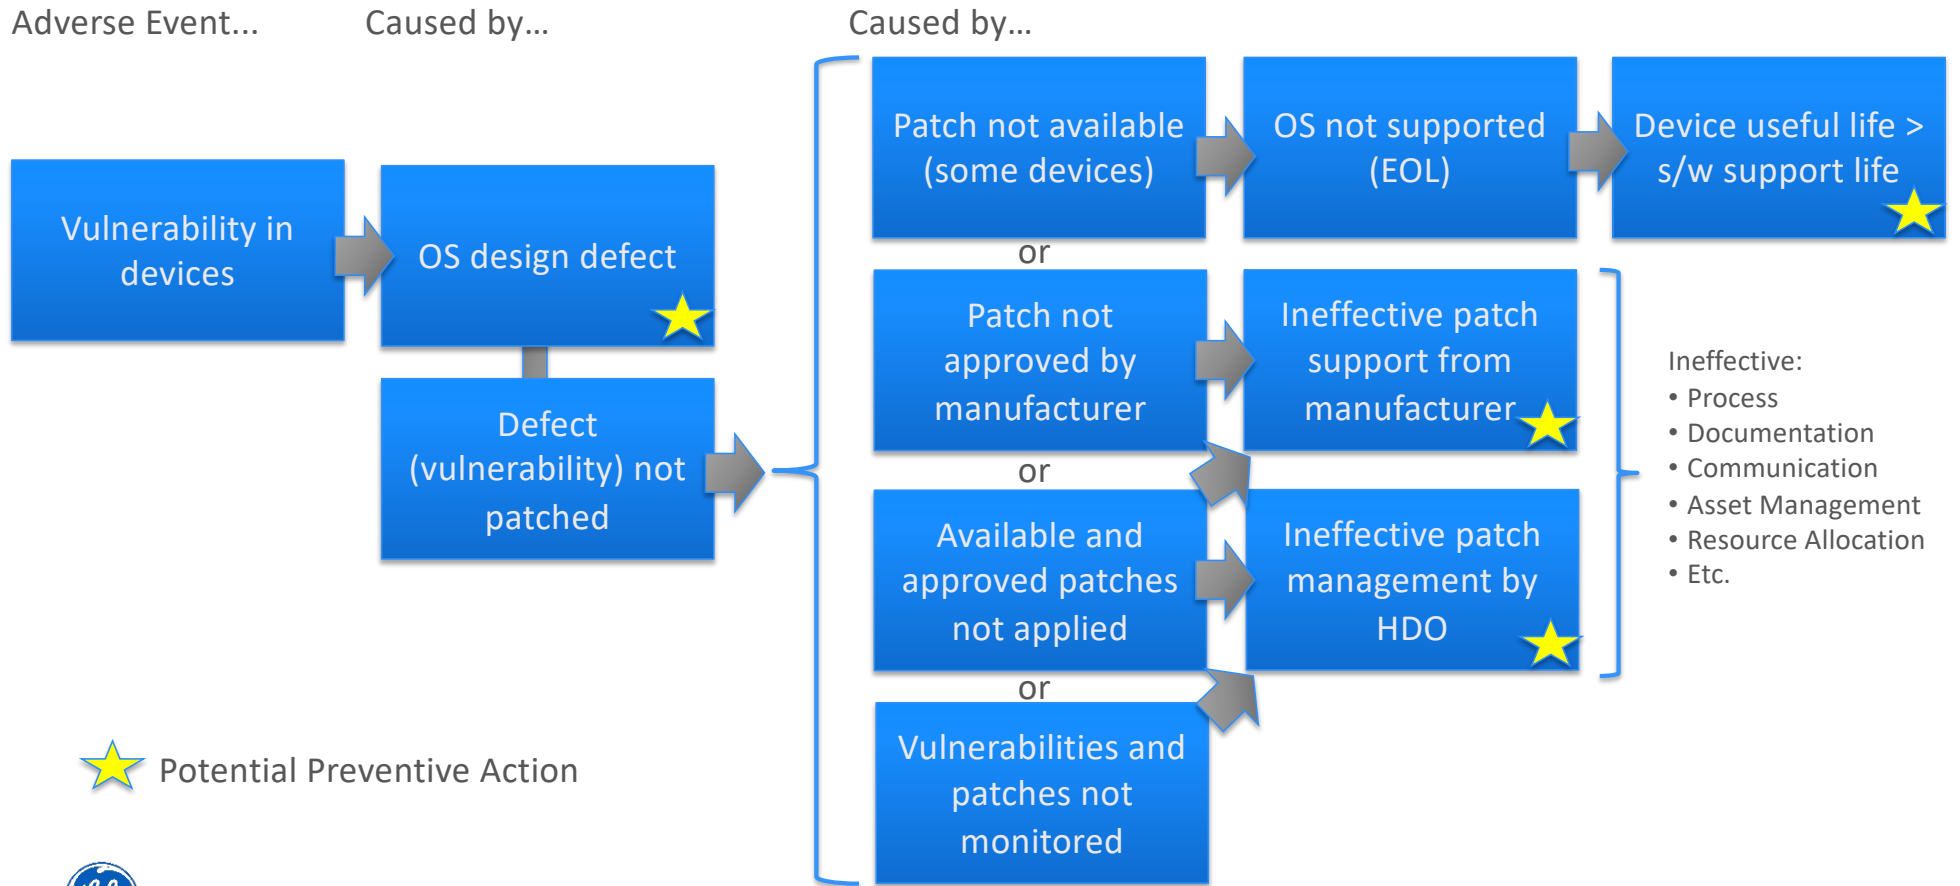 Adverse Event...
Caused by...
Caused by...
Vulnerability in
devices
OS design defect
Defect
(vulnerability) not
patched
Patch not available
(some devices)
OS not supported
(EOL)
Device useful life >
s/w support life
or
Patch not
approved by
manufacturer
Ineffective patch
support from
manufacturer
or
Available and
approved patches
not applied
Ineffective patch
management by
HDO
or
Vulnerabilities and
patches not
monitored
Ineffective:
• Process
• Documentation
• Communication
• Asset Management
• Resource Allocation
• Etc.
Potential Preventive Action